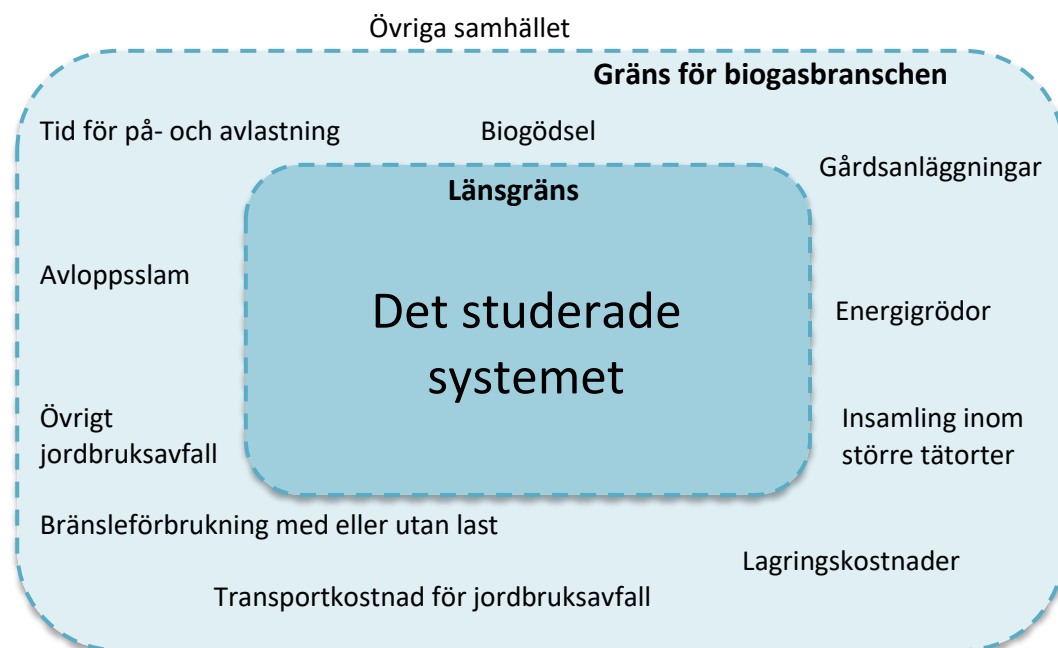 Övriga samhället
Gräns för biogasbranschen
Tid för på- och avlastning
Biogödsel
Gårdsanläggningar
Länsgräns
Avloppsslam
Det studerade
systemet
Energigrödor
Övrigt
jordbruksavfall
Insamling inom
större tätorter
Bränsleförbrukning med eller utan last
Lagringskostnader
Transportkostnad för jordbruksavfall